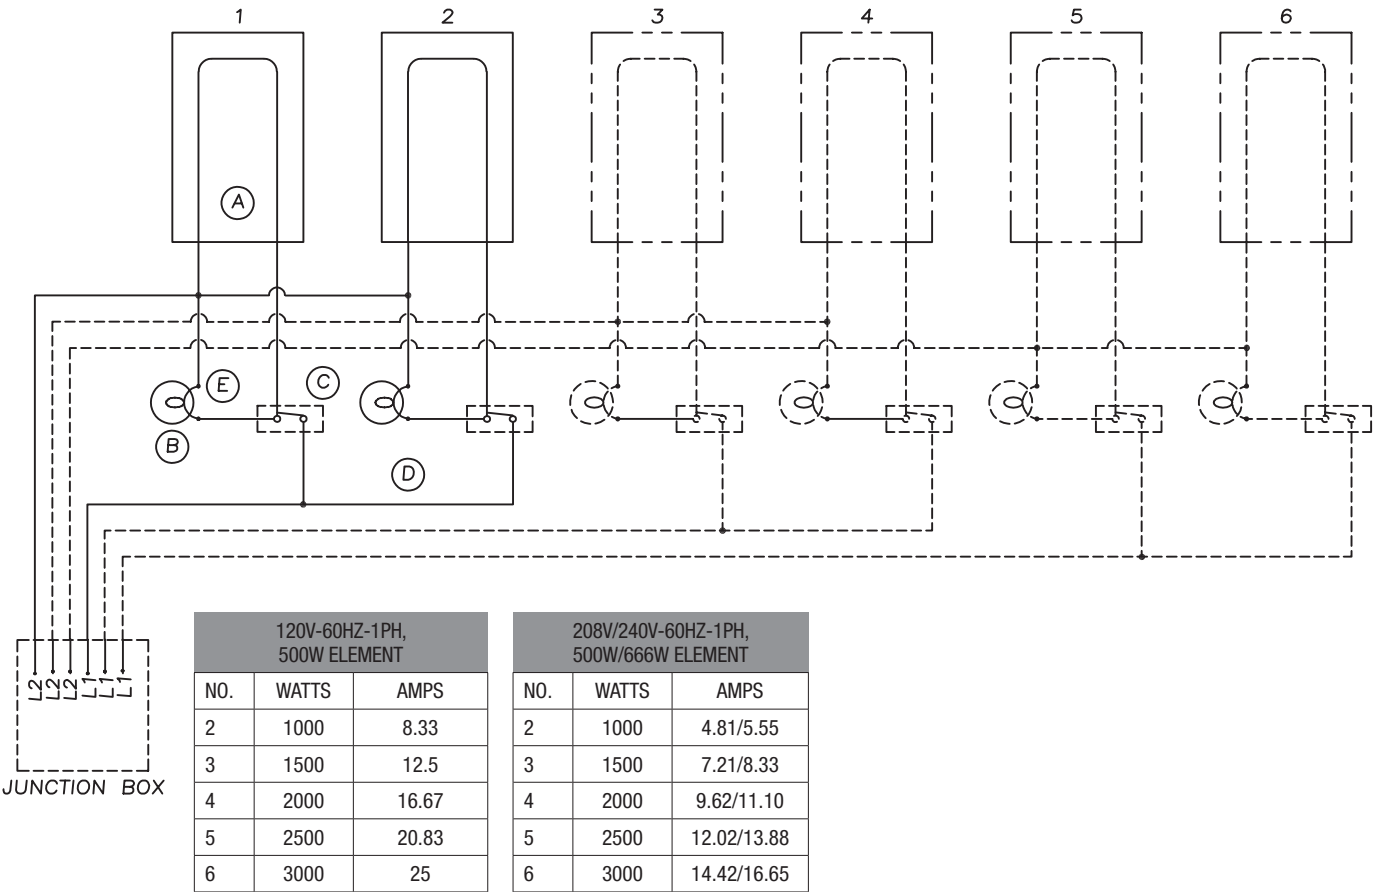 1 2 3 4 5 6
A
E C
B
D
L2 L2 L2 L1 L1 L1
JUNCTION BOX
120V-60HZ-1PH,
500W ELEMENT
NO. WATTS AMPS
2 1000 8.33
3 1500 12.5
4 2000 16.67
5 2500 20.83
6 3000 25
208V/240V-60HZ-1PH,
500W/666W ELEMENT
NO. WATTS AMPS
2 1000 4.81/5.55
3 1500 7.21/8.33
4 2000 9.62/11.10
5 2500 12.02/13.88
6 3000 14.42/16.65